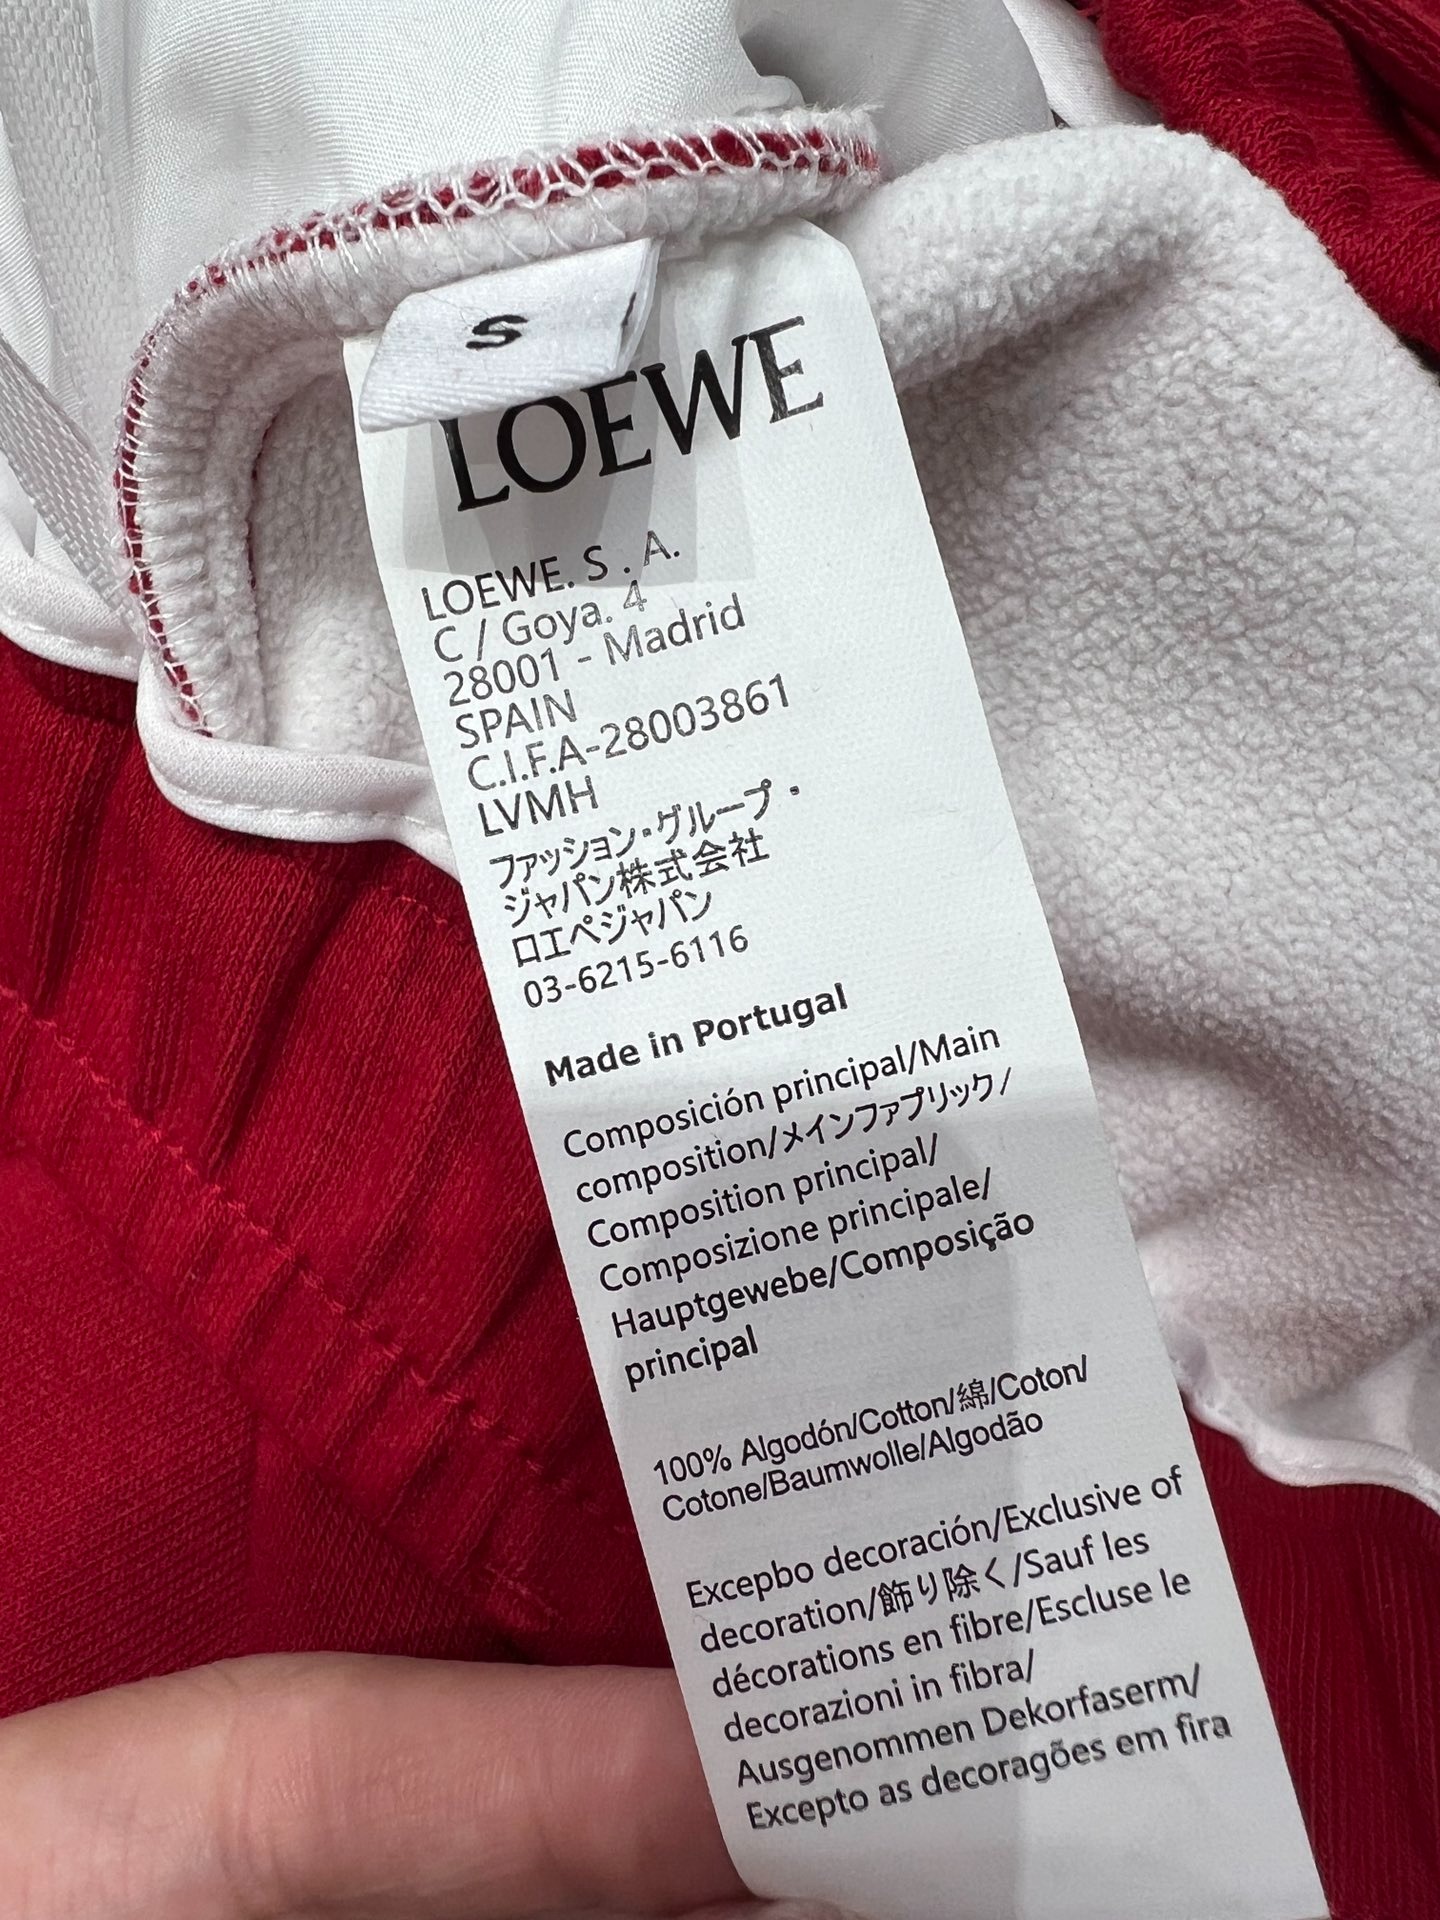 S
LOEWE
LOEWE. S . A.
C / Goya. 4
28001 - Madrid
SPAIN
C.I.F.A-28003861
LVMH
ファッション・グループ・
ジャパン株式会社
ロエペジャパン
03-6215-6116
Made in Portugal
Composición principal/Main
composition/メインファブリック/
Composition principal/
Composizione principale/
Hauptgewebe/Composição
principal
100% Algodón/Cotton/綿/Coton/
Cotone/Baumwolle/Algodão
Excepbo decoración/Exclusive of
decoration/飾り除く/Sauf les
décorations en fibre/Escluse le
decorazioni in fibra/
Ausgenommen Dekorfaserm/
Excepto as decoragões em fira